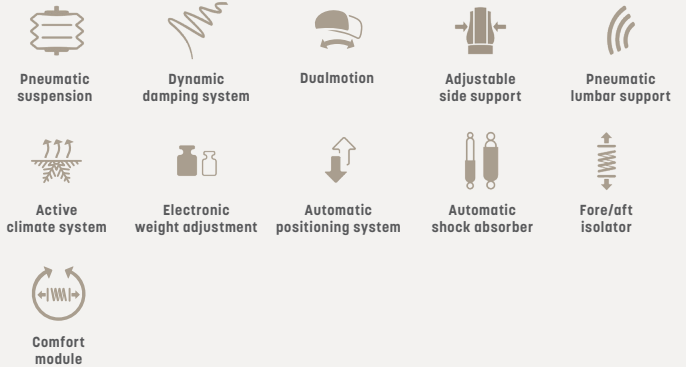 Pneumatic
suspension
Dynamic
damping system
Dualmotion
Adjustable
side support
Pneumatic
lumbar support
Active
climate system
Electronic
weight adjustment
Automatic
positioning system
Automatic
shock absorber
Fore/aft
isolator
Comfort
module